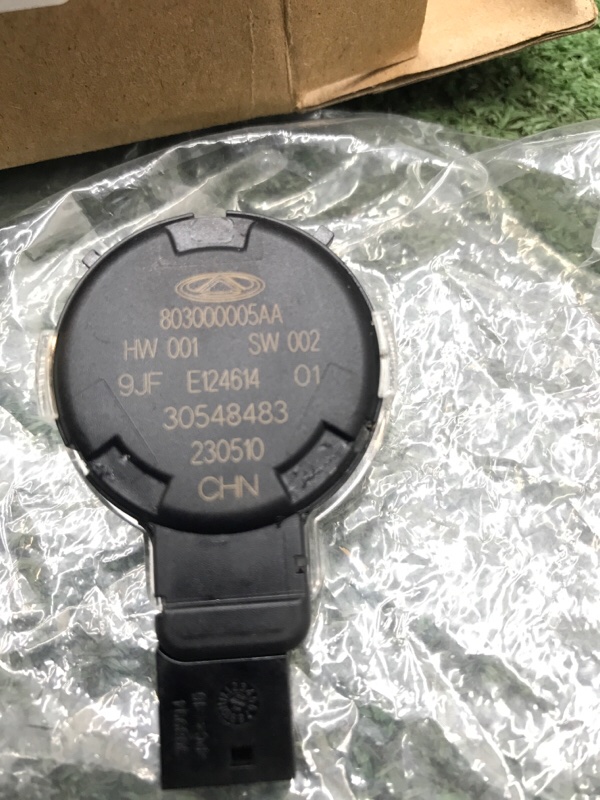 803000005AA
HW 001 SW 002
9JF E124614 01
30548483
230510
CHN